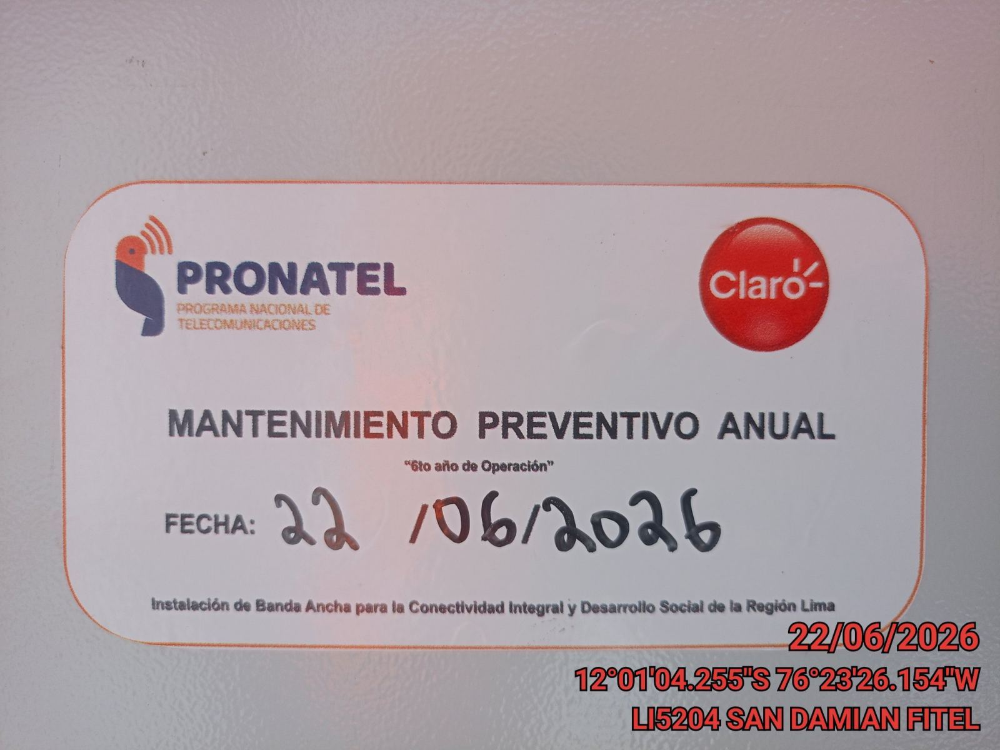 PRONATEL
PROGRAMA NACIONAL DE
TELECOMUNICACIONES
Claro
MANTENIMIENTO PREVENTIVO ANUAL
"6to año de Operación"
FECHA: 22 /06/2026
Instalación de Banda Ancha para la Conectividad Integral y Desarrollo Social de la Región Lima
22/06/2026
12°01'04.255"S 76°23'26.154"W
LI5204 SAN DAMIAN FITEL